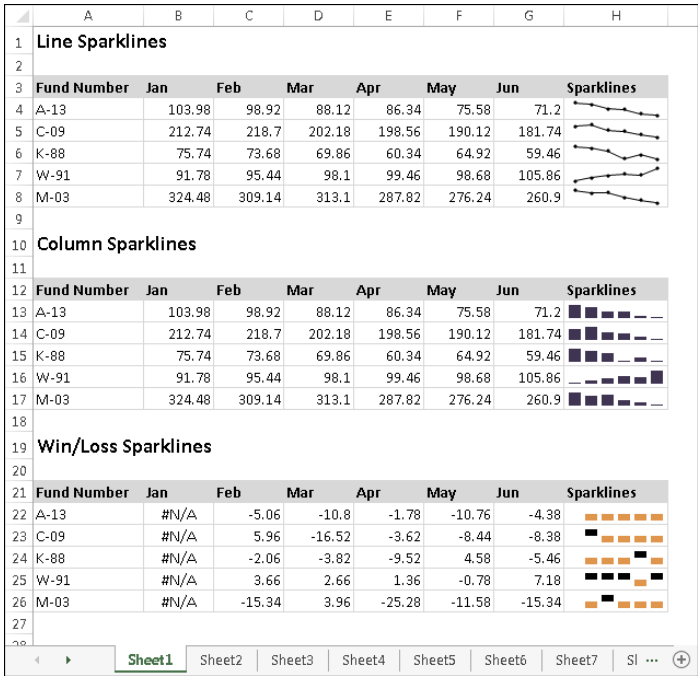 A B C D E F G H
1 Line Sparklines
2
3 Fund Number Jan Feb Mar Apr May Jun Sparklines
4 A-13 103.98 98.92 88.12 86.34 75.58 71.2
5 C-09 212.74 218.7 202.18 198.56 190.12 181.74
6 K-88 75.74 73.68 69.86 60.34 64.92 59.46
7 W-91 91.78 95.44 98.1 99.46 98.68 105.86
8 M-03 324.48 309.14 313.1 287.82 276.24 260.9
9
10 Column Sparklines
11
12 Fund Number Jan Feb Mar Apr May Jun Sparklines
13 A-13 103.98 98.92 88.12 86.34 75.58 71.2
14 C-09 212.74 218.7 202.18 198.56 190.12 181.74
15 K-88 75.74 73.68 69.86 60.34 64.92 59.46
16 W-91 91.78 95.44 98.1 99.46 98.68 105.86
17 M-03 324.48 309.14 313.1 287.82 276.24 260.9
18
19 Win/Loss Sparklines
20
21 Fund Number Jan Feb Mar Apr May Jun Sparklines
22 A-13 #N/A -5.06 -10.8 -1.78 -10.76 -4.38
23 C-09 #N/A 5.96 -16.52 -3.62 -8.44 -8.38
24 K-88 #N/A -2.06 -3.82 -9.52 4.58 -5.46
25 W-91 #N/A 3.66 2.66 1.36 -0.78 7.18
26 M-03 #N/A -15.34 3.96 -25.28 -11.58 -15.34
27
28
Sheet1 Sheet2 Sheet3 Sheet4 Sheet5 Sheet6 Sheet7 Sl ...